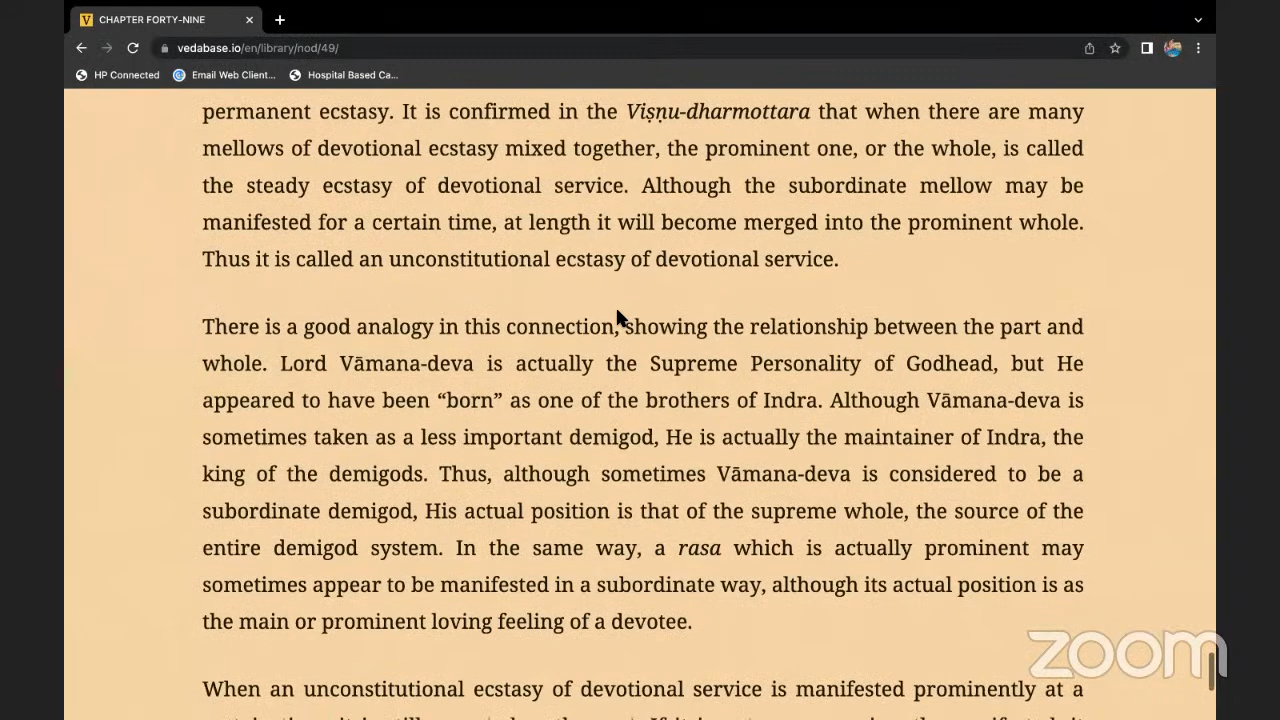 V CHAPTER FORTY-NINE
vedabase.io/en/library/nod/49/
HP Connected Email Web Client... Hospital Based Ca...
permanent ecstasy. It is confirmed in the Viṣṇu-dharmottara that when there are many
mellows of devotional ecstasy mixed together, the prominent one, or the whole, is called
the steady ecstasy of devotional service. Although the subordinate mellow may be
manifested for a certain time, at length it will become merged into the prominent whole.
Thus it is called an unconstitutional ecstasy of devotional service.
There is a good analogy in this connection, showing the relationship between the part and
whole. Lord Vāmana-deva is actually the Supreme Personality of Godhead, but He
appeared to have been “born” as one of the brothers of Indra. Although Vāmana-deva is
sometimes taken as a less important demigod, He is actually the maintainer of Indra, the
king of the demigods. Thus, although sometimes Vāmana-deva is considered to be a
subordinate demigod, His actual position is that of the supreme whole, the source of the
entire demigod system. In the same way, a rasa which is actually prominent may
sometimes appear to be manifested in a subordinate way, although its actual position is as
the main or prominent loving feeling of a devotee.
zoom
When an unconstitutional ecstasy of devotional service is manifested prominently at a